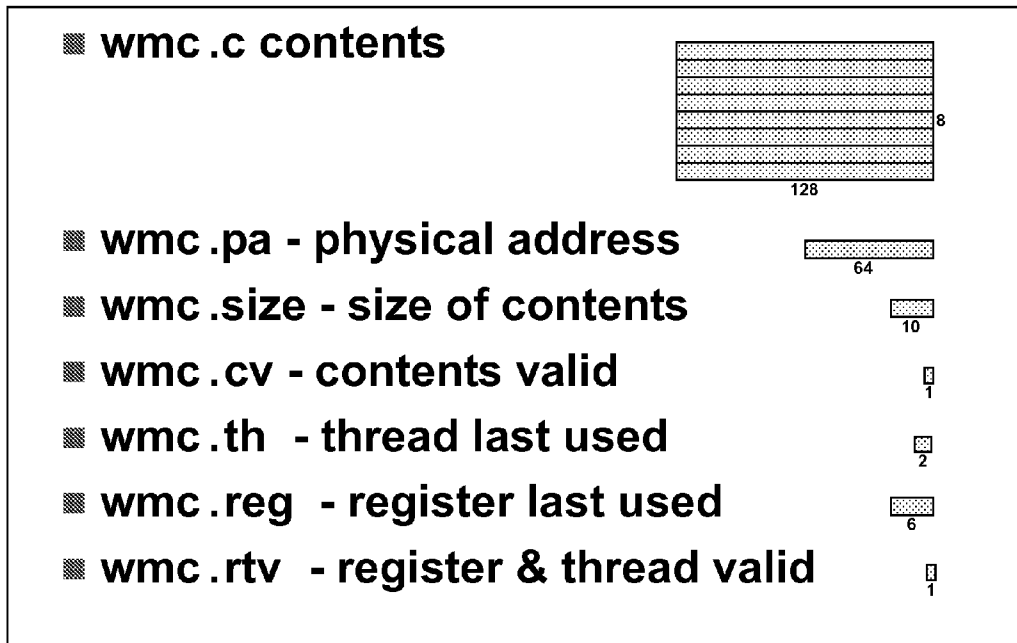 wmc.c contents
8
128
wmc.pa - physical address
64
wmc.size - size of contents
10
wmc.cv - contents valid
1
wmc.th - thread last used
2
wmc.reg - register last used
6
wmc.rtv - register & thread valid
1